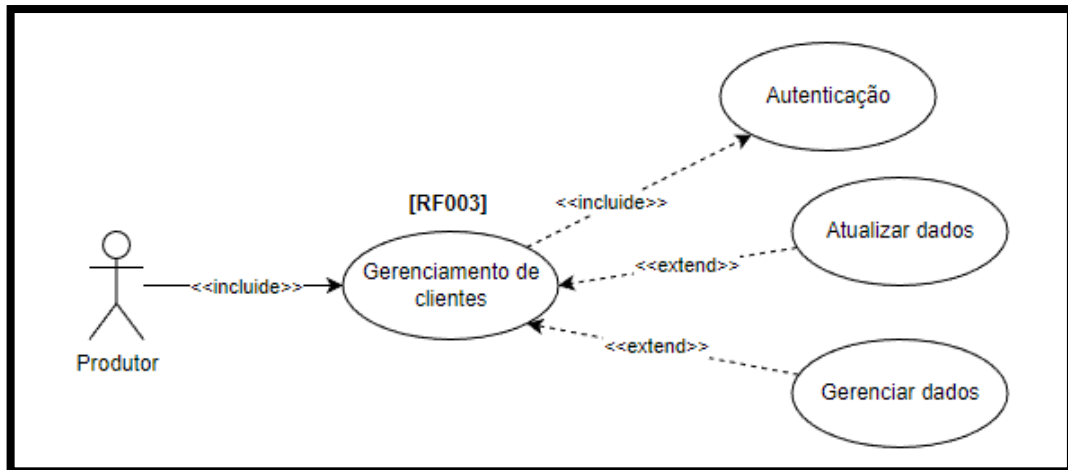 Autenticação
[RF003]
<<incluide>>
Atualizar dados
Gerenciamento de
clientes
<<extend>>
<<incluide>>
<<extend>>
Produtor
Gerenciar dados